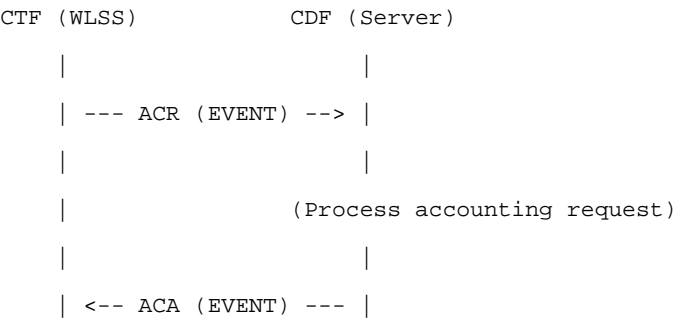 CTF (WLSS)            CDF (Server)
    |                         |
    | --- ACR (EVENT) --> |
    |                         |
    |                   (Process accounting request)
    |                         |
    | <-- ACA (EVENT) --- |